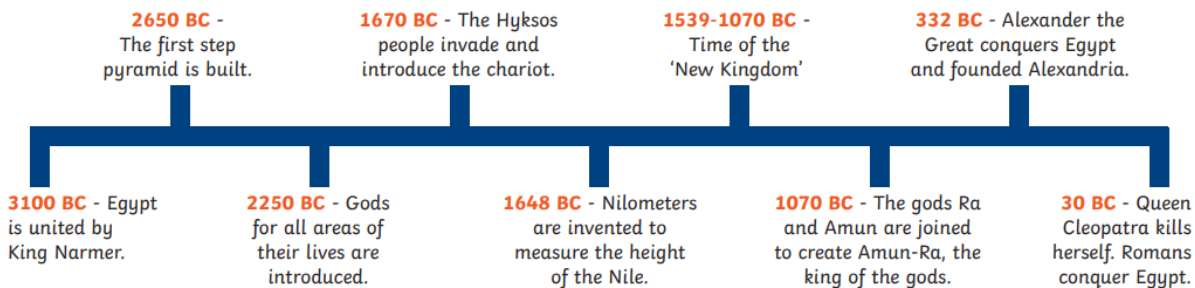 2650 BC -
The first step
pyramid is built.
1670 BC - The Hyksos
people invade and
introduce the chariot.
1539-1070 BC -
Time of the
‘New Kingdom’
332 BC - Alexander the
Great conquers Egypt
and founded Alexandria.
3100 BC - Egypt
is united by
King Narmer.
2250 BC - Gods
for all areas of
their lives are
introduced.
1648 BC - Nilometers
are invented to
measure the height
of the Nile.
1070 BC - The gods Ra
and Amun are joined
to create Amun-Ra, the
king of the gods.
30 BC - Queen
Cleopatra kills
herself. Romans
conquer Egypt.